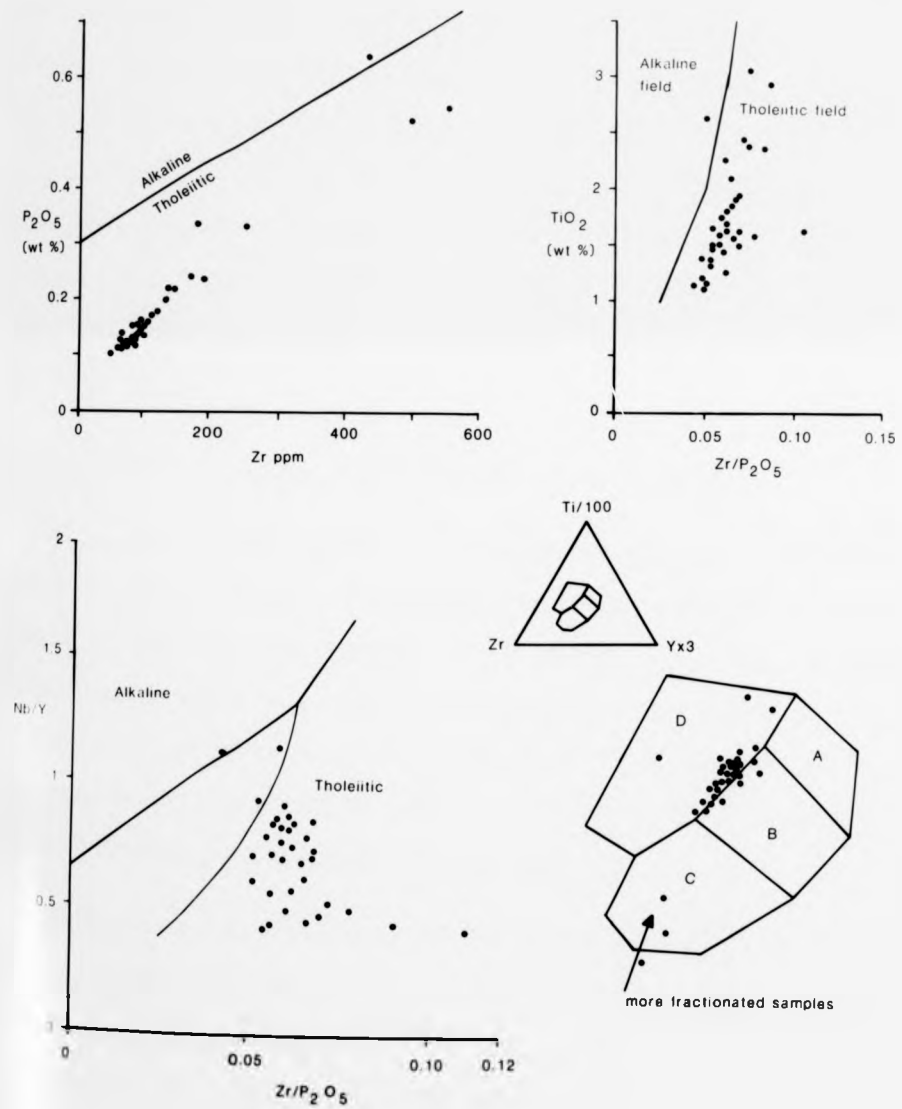 0.6
0.4
P₂O₅
(wt %)
0.2
0
0
200
400
600
Zr ppm
Alkaline
Tholeiitic
3
2
TiO₂
(wt %)
1
0
0
0.05
0.10
0.15
Zr/P₂O₅
Alkaline
field
Tholeiitic field
2
1.5
Nb/Y
1
0.5
0
0.05
0.10
0.12
Zr/P₂O₅
Alkaline
Tholeiitic
Ti/100
Zr
Yx3
D
A
B
C
more fractionated samples